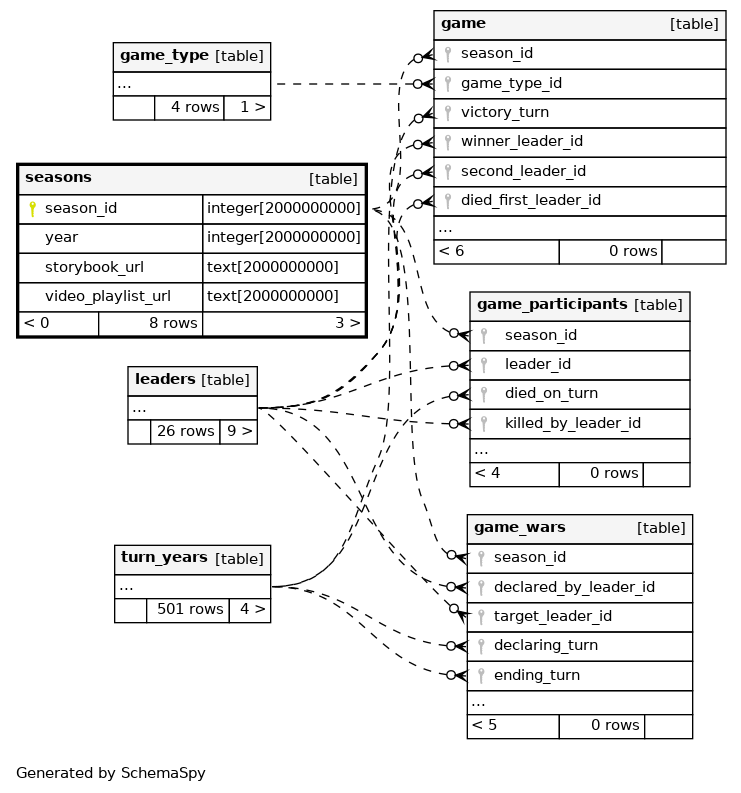 game [table]
season_id
game_type_id
victory_turn
winner_leader_id
second_leader_id
died_first_leader_id
...
< 6 0 rows
game_type [table]
...
4 rows 1 >
seasons [table]
season_id integer[2000000000]
year integer[2000000000]
storybook_url text[2000000000]
video_playlist_url text[2000000000]
< 0 8 rows 3 >
game_participants [table]
season_id
leader_id
died_on_turn
killed_by_leader_id
...
< 4 0 rows
leaders [table]
...
26 rows 9 >
game_wars [table]
season_id
declared_by_leader_id
target_leader_id
declaring_turn
ending_turn
...
< 5 0 rows
turn_years [table]
...
501 rows 4 >
Generated by SchemaSpy